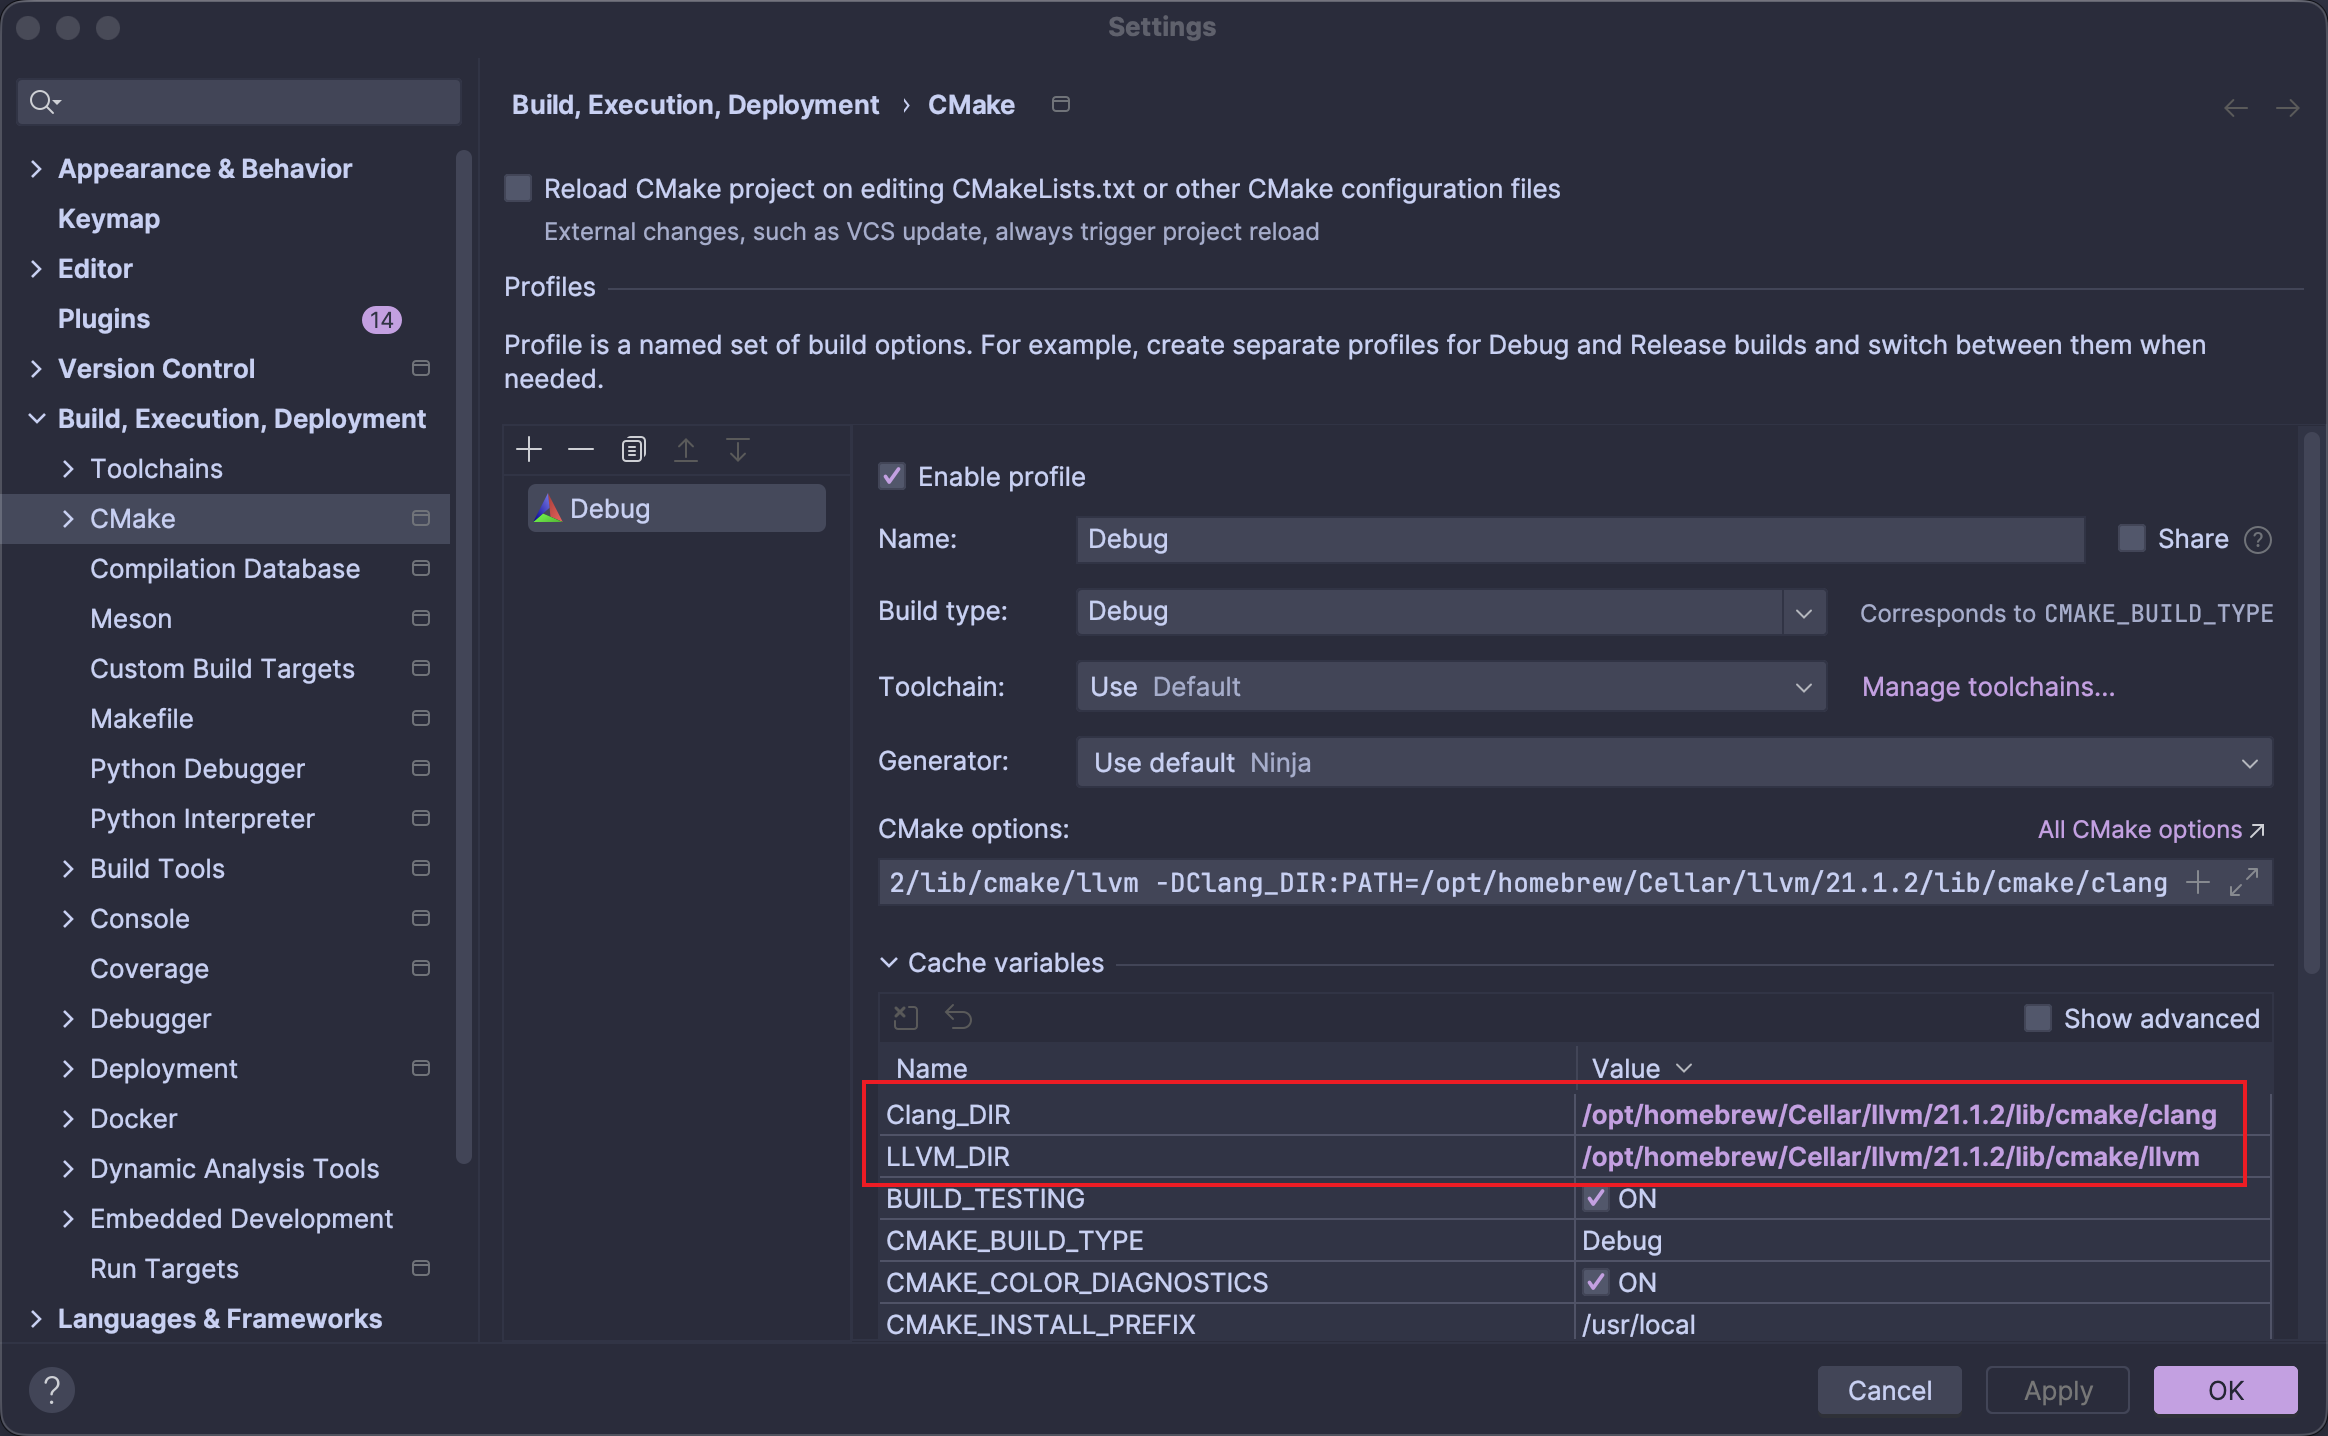 Settings
Appearance & Behavior
Keymap
Editor
Plugins 14
Version Control
Build, Execution, Deployment
Toolchains
CMake
Compilation Database
Meson
Custom Build Targets
Makefile
Python Debugger
Python Interpreter
Build Tools
Console
Coverage
Debugger
Deployment
Docker
Dynamic Analysis Tools
Embedded Development
Run Targets
Languages & Frameworks
Build, Execution, Deployment › CMake
Reload CMake project on editing CMakeLists.txt or other CMake configuration files
External changes, such as VCS update, always trigger project reload
Profiles
Profile is a named set of build options. For example, create separate profiles for Debug and Release builds and switch between them when
needed.
Debug
Enable profile
Name: Debug Share ?
Build type: Debug Corresponds to CMAKE_BUILD_TYPE
Toolchain: Use Default Manage toolchains...
Generator: Use default Ninja
CMake options: All CMake options ↗
2/lib/cmake/llvm -DClang_DIR:PATH=/opt/homebrew/Cellar/llvm/21.1.2/lib/cmake/clang
Cache variables
Show advanced
Name Value
Clang_DIR /opt/homebrew/Cellar/llvm/21.1.2/lib/cmake/clang
LLVM_DIR /opt/homebrew/Cellar/llvm/21.1.2/lib/cmake/llvm
BUILD_TESTING ON
CMAKE_BUILD_TYPE Debug
CMAKE_COLOR_DIAGNOSTICS ON
CMAKE_INSTALL_PREFIX /usr/local
? Cancel Apply OK